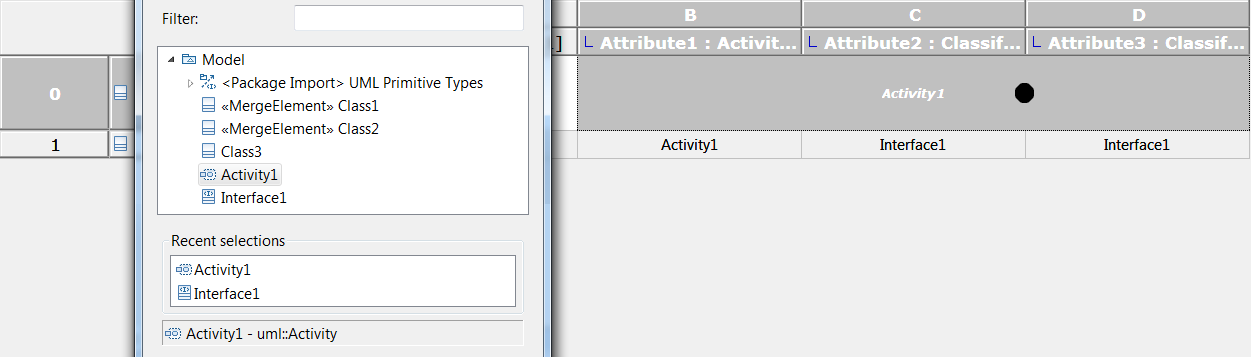 Filter:
B C D
1] Attribute1 : Activit... Attribute2 : Classif... Attribute3 : Classif...
Model
<Package Import> UML Primitive Types
0 «MergeElement» Class1 Activity1
«MergeElement» Class2
1 Class3 Activity1 Interface1 Interface1
Activity1
Interface1
Recent selections
Activity1
Interface1
Activity1 - uml::Activity